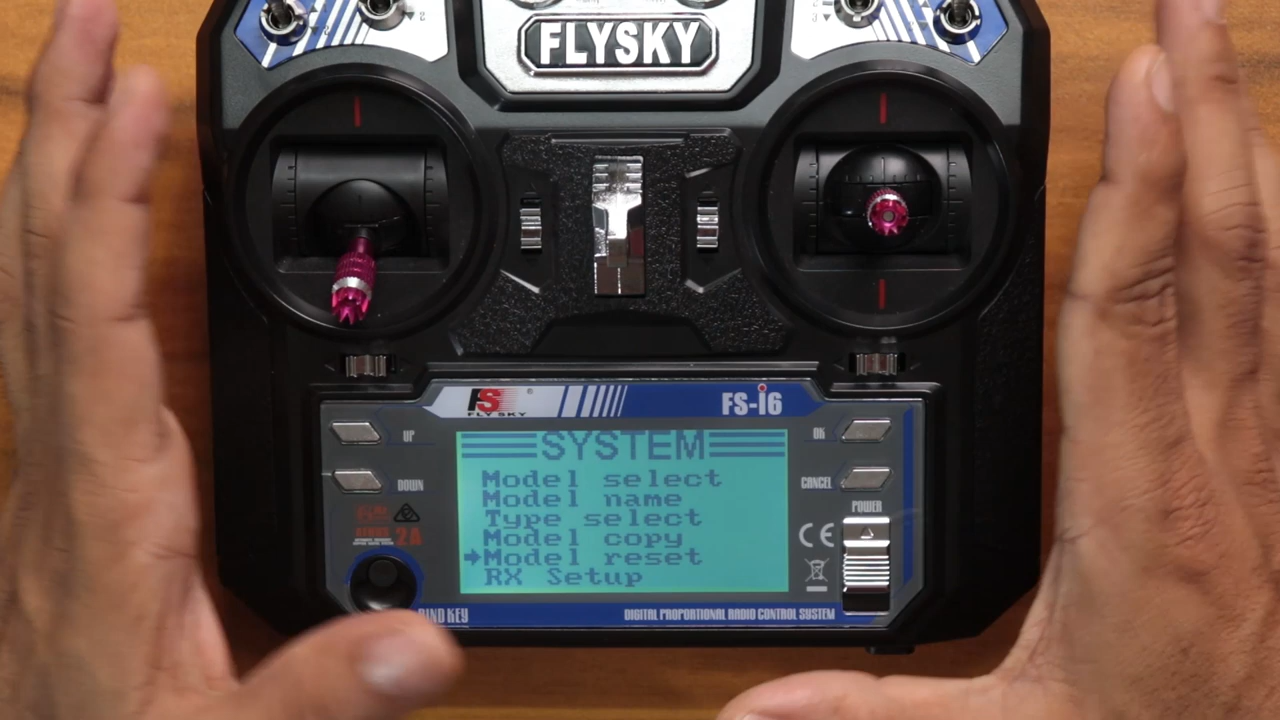 FLYSKY
FS
FLY SKY
FS-i6
UP
OK
DOWN
CANCEL
POWER
SYSTEM
Model select
Model name
Type select
Model copy
Model reset
RX Setup
2A
CE
BIND KEY
DIGITAL PROPORTIONAL RADIO CONTROL SYSTEM